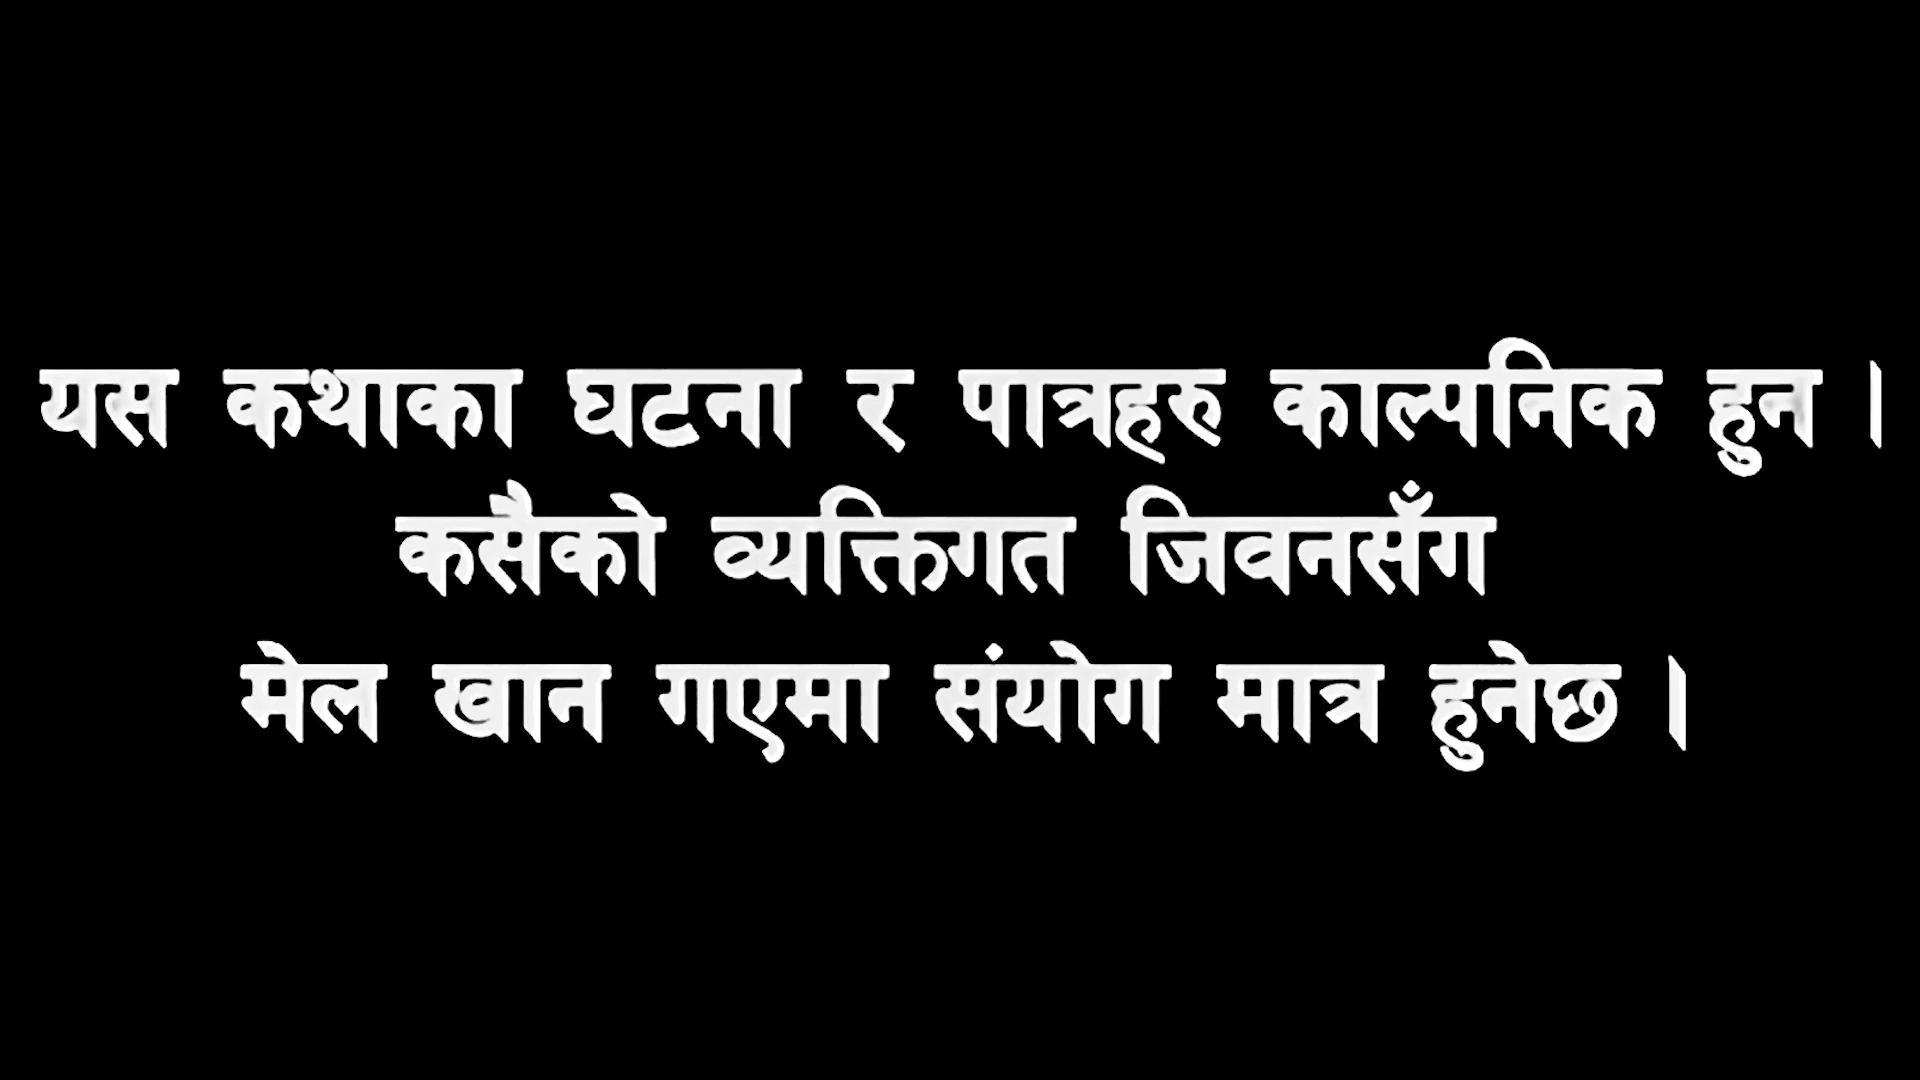 यस कथाका घटना र पात्रहरु काल्पनिक हुन ।
कसैको व्यक्तिगत जिवनसँग
मेल खान गएमा संयोग मात्र हुनेछ ।